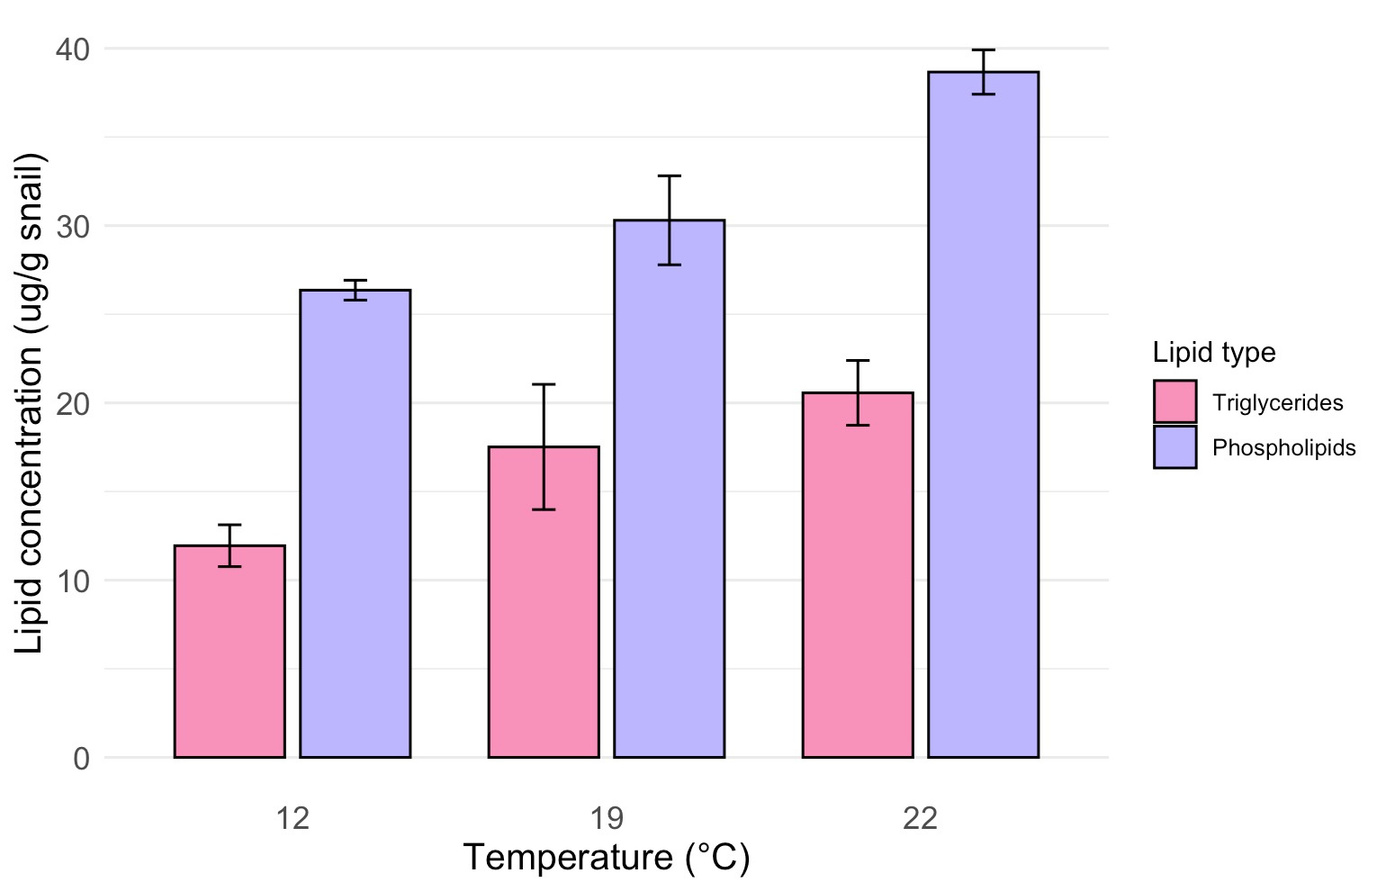 Lipid concentration (ug/g snail)
40
30
20
10
0
12 19 22
Temperature (°C)
Lipid type
Triglycerides
Phospholipids